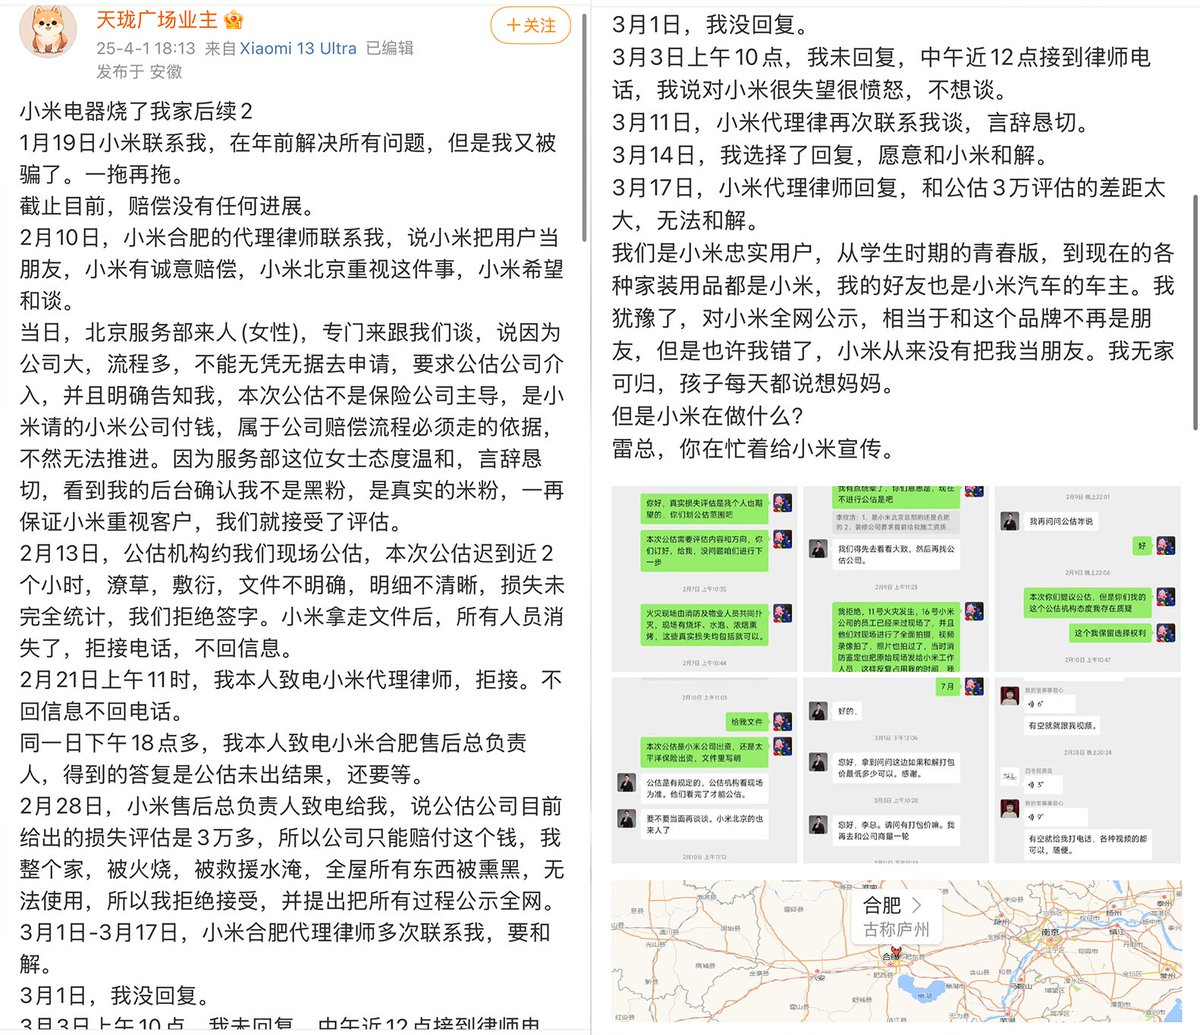 天珑广场业主
+关注
25-4-1 18:13 来自Xiaomi 13 Ultra 已编辑
发布于 安徽
小米电器烧了我家后续2
1月19日小米联系我，在年前解决所有问题，但是我又被
骗了。一拖再拖。
截止目前，赔偿没有任何进展。
2月10日，小米合肥的代理律师联系我，说小米把用户当
朋友，小米有诚意赔偿，小米北京重视这件事，小米希望
和谈。
当日，北京服务部来人(女性)，专门来跟我们谈，说因为
公司大，流程多，不能无凭无据去申请，要求公估公司介
入，并且明确告知我，本次公估不是保险公司主导，是小
米请的小米公司付钱，属于公司赔偿流程必须走的依据，
不然无法推进。因为服务部这位女士态度温和，言辞恳
切，看到我的后台确认我不是黑粉，是真实的米粉，一再
保证小米重视客户，我们就接受了评估。
2月13日，公估机构约我们现场公估，本次公估迟到近2
个小时，潦草，敷衍，文件不明确，明细不清晰，损失未
完全统计，我们拒绝签字。小米拿走文件后，所有人员消
失了，拒接电话，不回信息。
2月21日上午11时，我本人致电小米代理律师，拒接。不
回信息不回电话。
同一日下午18点多，我本人致电小米合肥售后总负责
人，得到的答复是公估未出结果，还要等。
2月28日，小米售后总负责人致电给我，说公估公司目前
给出的损失评估是3万多，所以公司只能赔付这个钱，我
整个家，被火烧，被救援水淹，全屋所有东西被熏黑，无
法使用，所以我拒绝接受，并提出把所有过程公示全网。
3月1日-3月17日，小米合肥代理律师多次联系我，要和
解。
3月1日，我没回复。
3月3日上午10点，我未回复，中午近12点接到律师电
3月1日，我没回复。
3月3日上午10点，我未回复，中午近12点接到律师电
话，我说对小米很失望很愤怒，不想谈。
3月11日，小米代理律再次联系我谈，言辞恳切。
3月14日，我选择了回复，愿意和小米和解。
3月17日，小米代理律师回复，和公估3万评估的差距太
大，无法和解。
我们是小米忠实用户，从学生时期的青春版，到现在的各
种家装用品都是小米，我的好友也是小米汽车的车主。我
犹豫了，对小米全网公示，相当于和这个品牌不再是朋
友，但是也许我错了，小米从来没有把我当朋友。我无家
可归，孩子每天都说想妈妈。
但是小米在做什么？
雷总，你在忙着给小米宣传。
你好，真实损失评估是我个人也期
望的，你们划公估范围吧
本次公估需要评估内容和方向，你
们订好，给我，没问题咱们进行下
一步
2月7日 上午10:35
火灾现场由消防及物业人员共同扑
灭，现场有烧坏、水泡、浓烟熏
烤，这些真实损失均包括就可以。
2月7日 上午10:44
不进行公估是吧
我们得先去看看大致，然后再找公
估公司。
2月9日 上午11:23
我拒绝，11号火灾发生，16号小米
公司的员工已经来过现场了，并且
他们对现场进行了全面拍摄，视频
录像拍了，照片也拍过了，当时消
防鉴定也把原始现场发给小米工作
2月9日 晚上22:01
我再问问公估咋说
好
2月9日 晚上22:06
本次你们提议公估，但是你们找的
这个公估机构态度我存在质疑
这个我保留选择权利
2月10日 上午10:47
2月10日 上午11:05
给我文件
本次公估是小米公司出资，还是太
平洋保险出资，文件里写明
公估是有规定的，公估机构看现场
为准。他们看完了才能公估。
要不要当面再谈谈。小米北京的也
来人了
2月10日 上午11:12
7月
好的，
3月1日 下午13:06
您好，拿到问问这边如果和解打包
价最低多少可以。感谢。
3月3日 上午10:28
您好，李总。请问有打包价嘛。我
再去和公司商量一轮
6"
有空就就跟我视频。
2月28日 晚上20:24
3"
9"
有空就给我打电话，各种视频的都
可以，随便。
合肥
古称庐州
合肥
南京
扬州
镇江
泰州
常州
滁州
六安
马鞍山
芜湖
巢湖